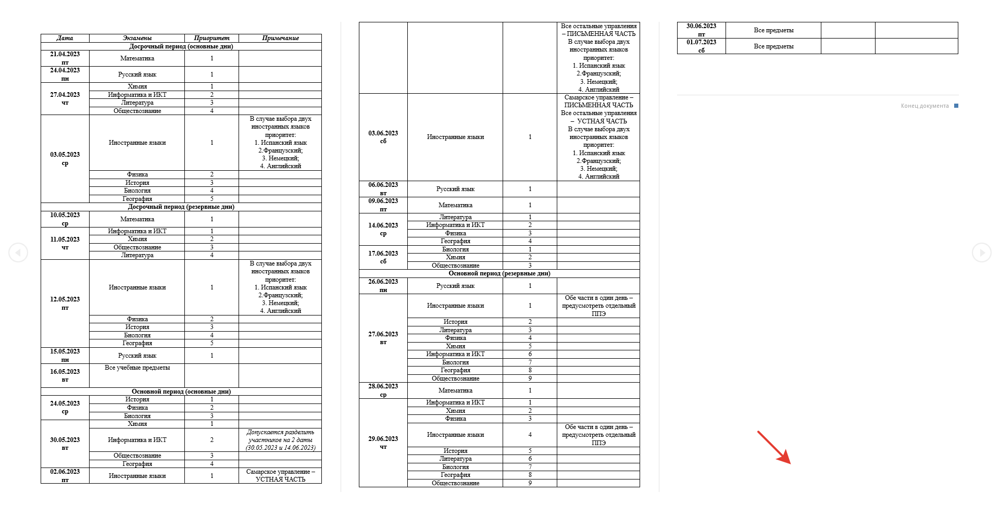 Дата Экзамены Приоритет Примечание
Досрочный период (основные дни)
21.04.2023
пт
Математика 1
24.04.2023
пн
Русский язык 1
27.04.2023
чт
Химия 1
Информатика и ИКТ 2
Литература 3
Обществознание 4
03.05.2023
ср
Иностранные языки 1
В случае выбора двух
иностранных языков
приоритет:
1. Испанский язык
2.Французский;
3. Немецкий;
4. Английский
Физика 2
История 3
Биология 4
География 5
Досрочный период (резервные дни)
10.05.2023
ср
Математика 1
11.05.2023
чт
Информатика и ИКТ 1
Химия 2
Обществознание 3
Литература 4
12.05.2023
пт
Иностранные языки 1
В случае выбора двух
иностранных языков
приоритет:
1. Испанский язык
2.Французский;
3. Немецкий;
4. Английский
Физика 2
История 3
Биология 4
География 5
15.05.2023
пн
Русский язык 1
16.05.2023
вт
Все учебные предметы
Основной период (основные дни)
24.05.2023
ср
История 1
Физика 2
Биология 3
30.05.2023
вт
Химия 1
Информатика и ИКТ 2
Допускается разделить
участников на 2 даты
(30.05.2023 и 14.06.2023)
Обществознание 3
География 4
02.06.2023
пт
Иностранные языки 1
Самарское управление –
УСТНАЯ ЧАСТЬ
Все остальные управления
– ПИСЬМЕННАЯ ЧАСТЬ
В случае выбора двух
иностранных языков
приоритет:
1. Испанский язык
2.Французский;
3. Немецкий;
4. Английский
03.06.2023
сб
Иностранные языки 1
Самарское управление –
ПИСЬМЕННАЯ ЧАСТЬ
Все остальные управления
– УСТНАЯ ЧАСТЬ
В случае выбора двух
иностранных языков
приоритет:
1. Испанский язык
2.Французский;
3. Немецкий;
4. Английский
06.06.2023
вт
Русский язык 1
09.06.2023
пт
Математика 1
14.06.2023
ср
Литература 1
Информатика и ИКТ 2
Физика 3
География 4
17.06.2023
сб
Биология 1
Химия 2
Обществознание 3
Основной период (резервные дни)
26.06.2023
пн
Русский язык 1
27.06.2023
вт
Иностранные языки 1
Обе части в один день –
предусмотреть отдельный
ППЭ
История 2
Литература 3
Физика 4
Химия 5
Информатика и ИКТ 6
Биология 7
География 8
Обществознание 9
28.06.2023
ср
Математика 1
29.06.2023
чт
Информатика и ИКТ 1
Химия 2
Физика 3
Иностранные языки 4
Обе части в один день –
предусмотреть отдельный
ППЭ
История 5
Литература 6
Биология 7
География 8
Обществознание 9
30.06.2023
пт
Все предметы
01.07.2023
сб
Все предметы
Конец документа